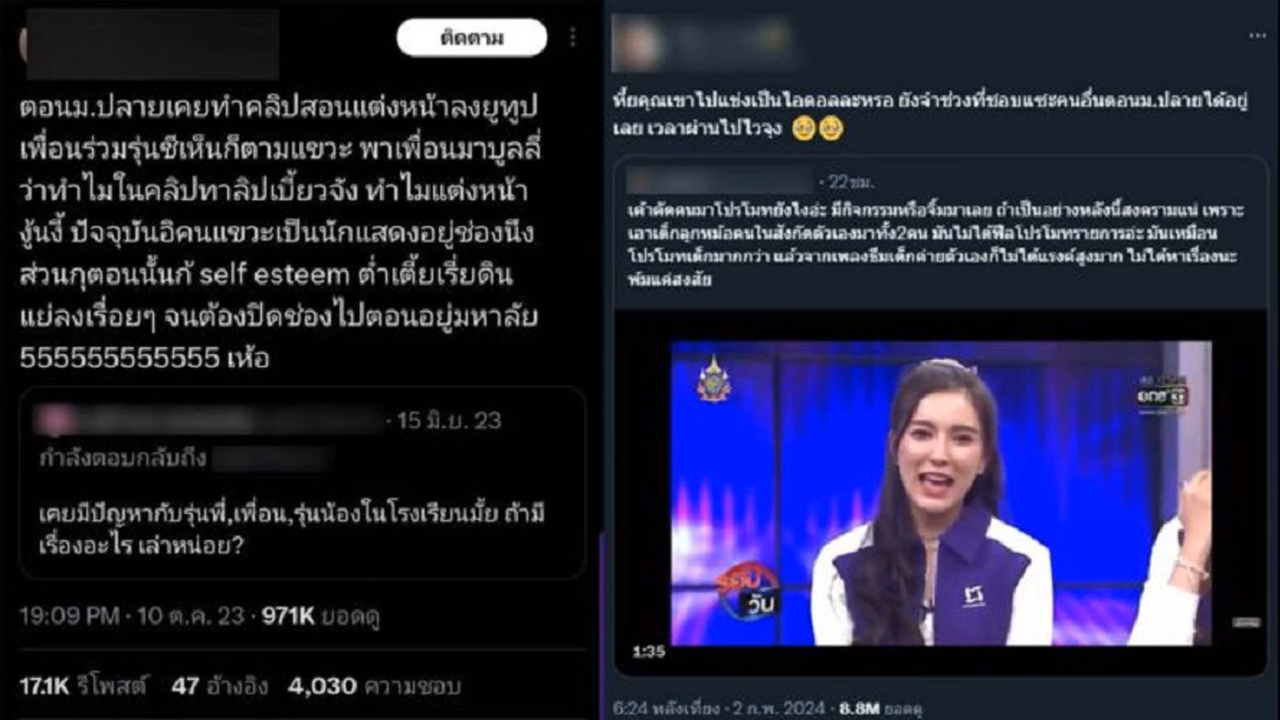 ติดตาม
ตอนม.ปลายเคยทำคลิปสอนแต่งหน้าลงยูทูป
เพื่อนร่วมรุ่นชีเห็นก็ตามแขวะ พาเพื่อนมาบูลลี่
ว่าทำไมในคลิปทาลิปเบี้ยวจัง ทำไมแต่งหน้า
งู้นงี้ ปัจจุบันอิคนแขวะเป็นนักแสดงอยู่ช่องนึง
ส่วนกุตอนนั้นก้ self esteem ต่ำเตี้ยเรี่ยดิน
แย่ลงเรื่อยๆ จนต้องปิดช่องไปตอนอยู่มหาลัย
555555555555 เห้อ
· 15 มิ.ย. 23
กำลังตอบกลับถึง
เคยมีปัญหากับรุ่นพี่,เพื่อน,รุ่นน้องในโรงเรียนมั้ย ถ้ามี
เรื่องอะไร เล่าหน่อย?
19:09 PM · 10 ต.ค. 23 · 971K ยอดดู
17.1K รีโพสต์ 47 อ้างอิง 4,030 ความชอบ
หื้ยคุณเขาไปแข่งเป็นไอดอลละหรอ ยังจำช่วงที่ชอบแซะคนอื่นตอนม.ปลายได้อยู่
เลย เวลาผ่านไปไวจุง 🥹🥹
· 22ชม.
เค้าคัดคนมาโปรโมทยังไงอ่ะ มีกิจกรรมหรือจิ้มมาเลย ถ้าเป็นอย่างหลังนี้สงครามแน่ เพราะ
เอาเด็กลูกหม้อคนในสังกัดตัวเองมาทั้ง2คน มันไม่ได้ฟีลโปรโมทรายการอ่ะ มันเหมือน
โปรโมทเด็กมากกว่า แล้วจากเพลงธีมเด็กค่ายตัวเองก็ไม่ได้แรงค์สูงมาก ไม่ได้หาเรื่องนะ
พัมแค่สงสัย
วัน
1:35
6:24 หลังเที่ยง · 2 ก.พ. 2024 · 8.8M ยอดดู